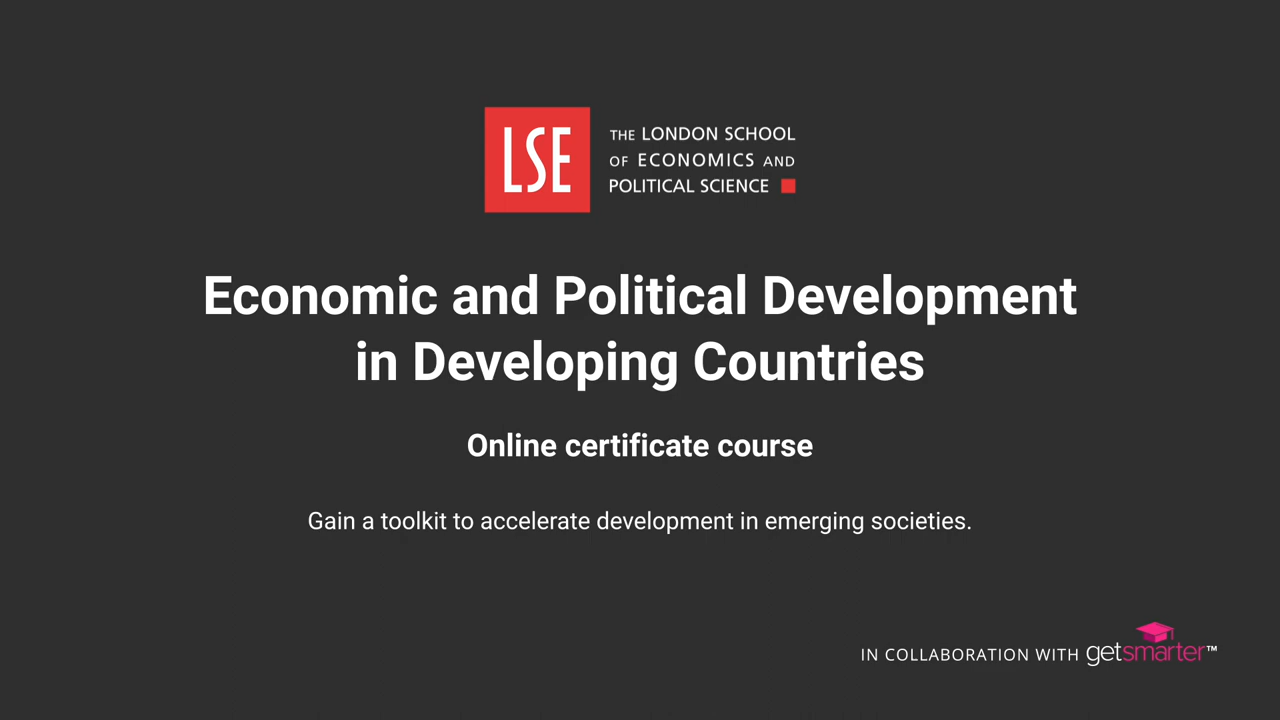 LSE
THE LONDON SCHOOL
OF ECONOMICS AND
POLITICAL SCIENCE
Economic and Political Development
in Developing Countries
Online certificate course
Gain a toolkit to accelerate development in emerging societies.
IN COLLABORATION WITH getsmarter™